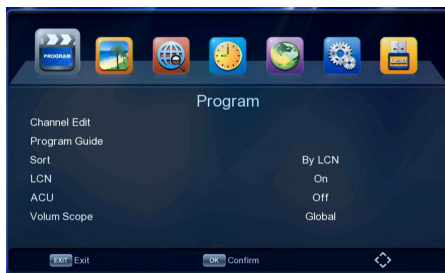 PROGRAM
USB
Program
Channel Edit
Program Guide
Sort By LCN
LCN On
ACU Off
Volum Scope Global
EXIT Exit OK Confirm